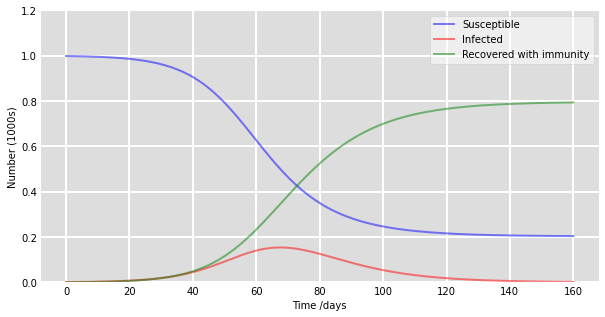 1.2
1.0
0.8
0.6
0.4
0.2
0.0
Number (1000s)
Susceptible
Infected
Recovered with immunity
0 20 40 60 80 100 120 140 160
Time /days